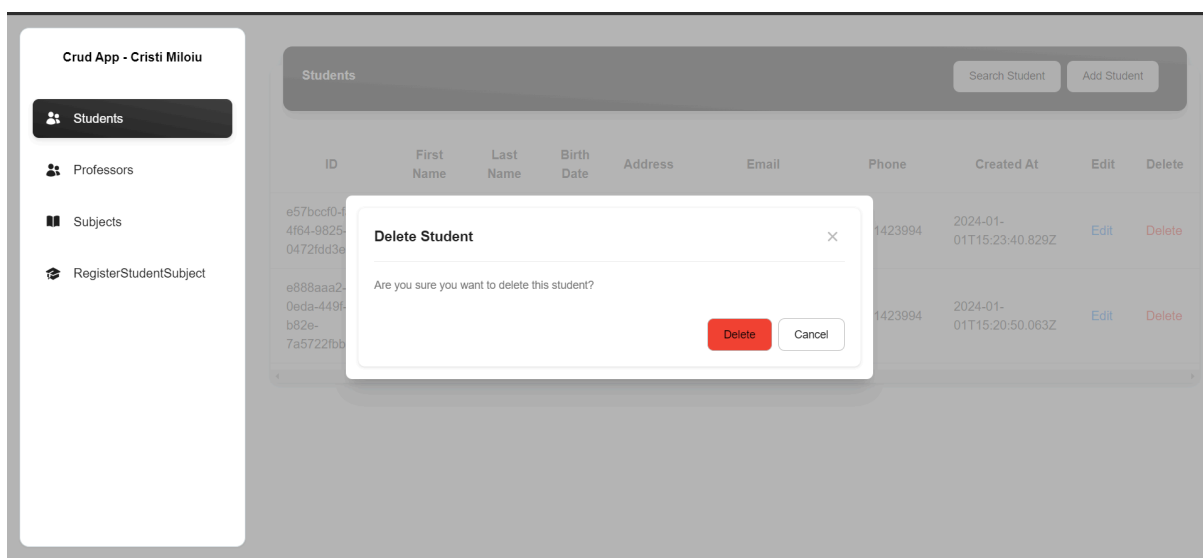 Crud App - Cristi Miloiu
Students
Professors
Subjects
RegisterStudentSubject
Students
Search Student
Add Student
ID
First Name
Last Name
Birth Date
Address
Email
Phone
Created At
Edit
Delete
e57bccf0-f
4f64-9825-
0472fdd3e
1423994
2024-01-
01T15:23:40.829Z
Edit
Delete
e888aaa2-
0eda-449f-
b82e-
7a5722fbb
1423994
2024-01-
01T15:20:50.063Z
Edit
Delete
Delete Student
Are you sure you want to delete this student?
Delete
Cancel